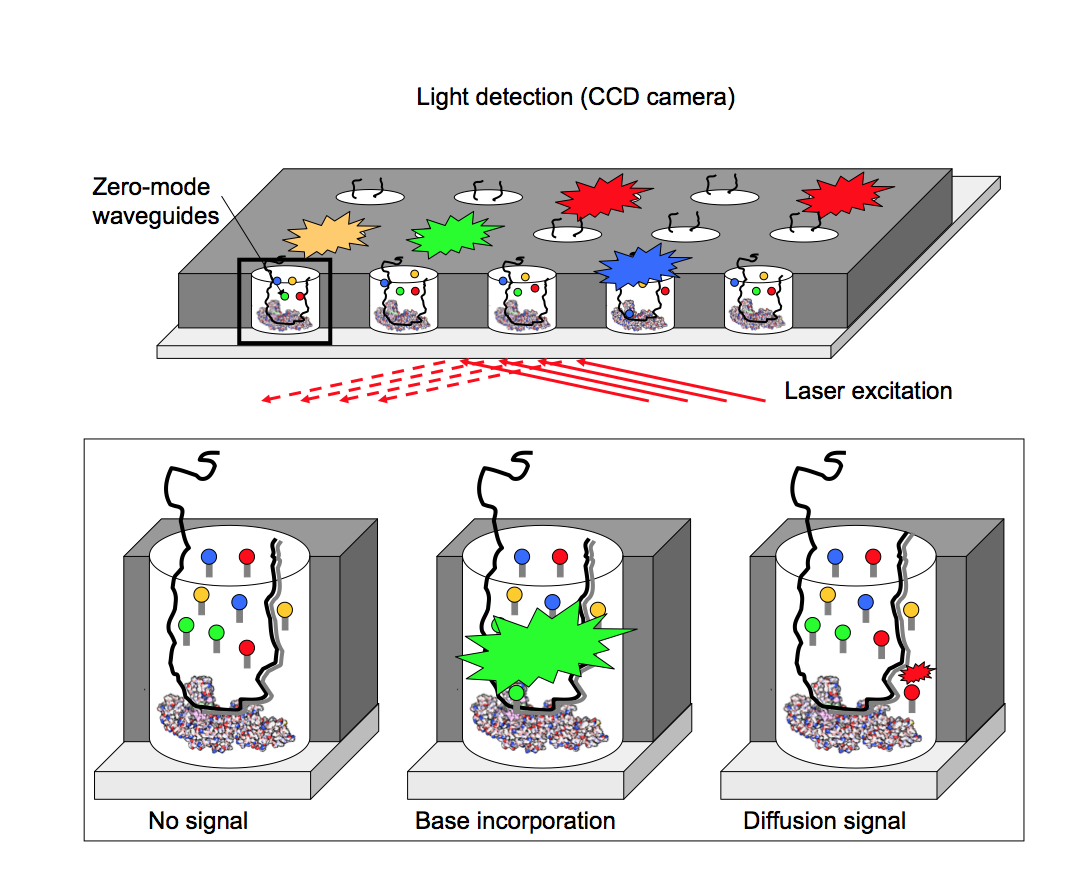 Light detection (CCD camera)
Zero-mode
waveguides
Laser excitation
No signal
Base incorporation
Diffusion signal